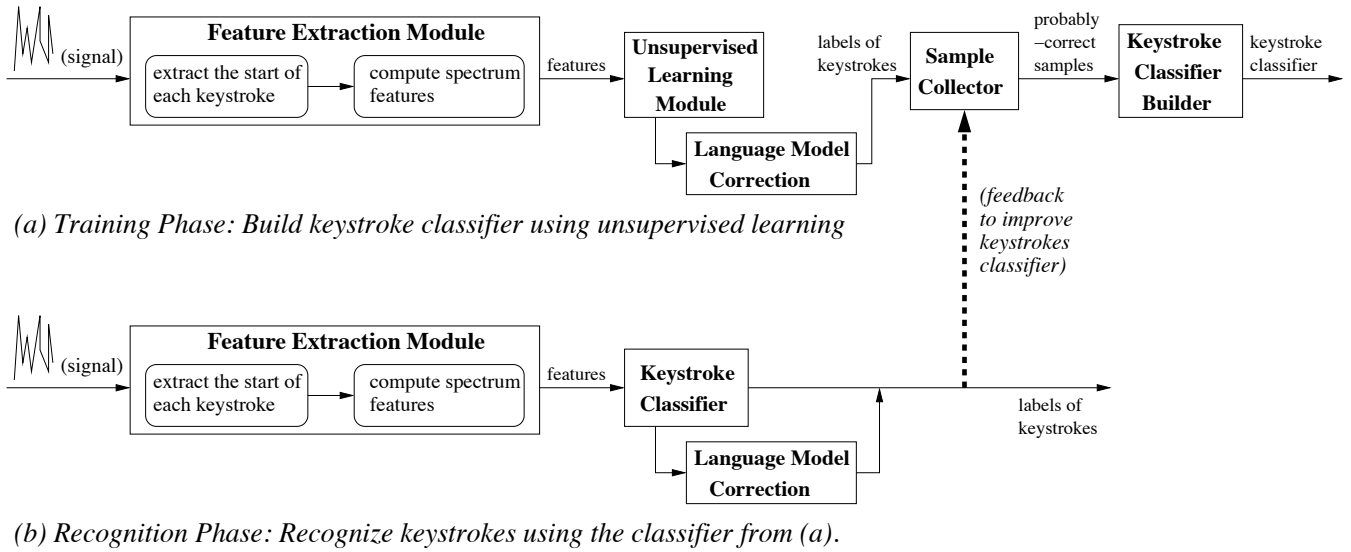 (signal)
Feature Extraction Module
extract the start of
each keystroke
compute spectrum
features
features
Unsupervised
Learning
Module
Language Model
Correction
labels of
keystrokes
Sample
Collector
probably
−correct
samples
Keystroke
Classifier
Builder
keystroke
classifier
(a) Training Phase: Build keystroke classifier using unsupervised learning
(feedback
to improve
keystrokes
classifier)
(signal)
Feature Extraction Module
extract the start of
each keystroke
compute spectrum
features
features
Keystroke
Classifier
Language Model
Correction
labels of
keystrokes
(b) Recognition Phase: Recognize keystrokes using the classifier from (a).